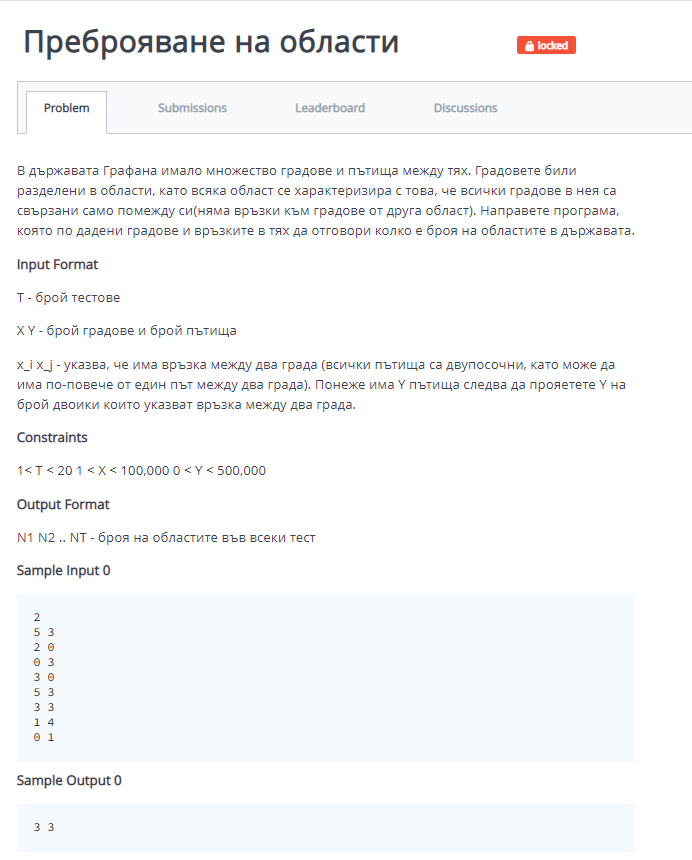 Преброяване на области
locked
Problem
Submissions
Leaderboard
Discussions
В държавата Графана имало множество градове и пътища между тях. Градовете били
разделени в области, като всяка област се характеризира с това, че всички градове в нея са
свързани само помежду си(няма връзки към градове от друга област). Направете програма,
която по дадени градове и връзките в тях да отговори колко е броя на областите в държавата.
Input Format
T - брой тестове
X Y - брой градове и брой пътища
x_i x_j - указва, че има връзка между два града (всички пътища са двупосочни, като може да
има по-повече от един път между два града). Понеже има Y пътища следва да прояетете Y на
брой двоики които указват връзка между два града.
Constraints
1< T < 20 1 < X < 100,000 0 < Y < 500,000
Output Format
N1 N2 .. NT - броя на областите във всеки тест
Sample Input 0
2
5 3
2 0
0 3
3 0
5 3
3 3
1 4
0 1
Sample Output 0
3 3